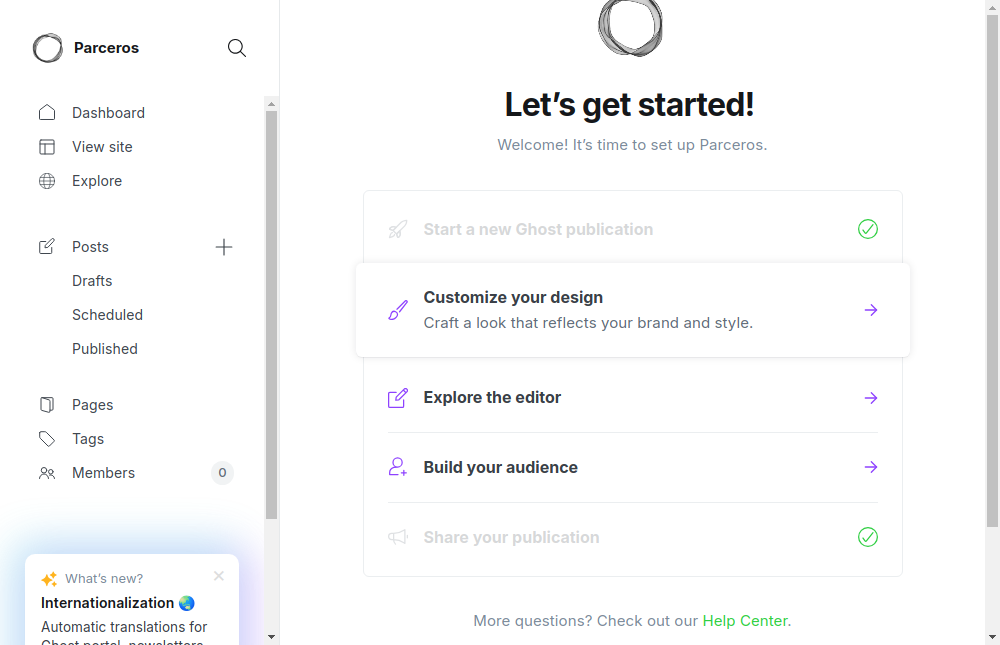 Parceros
Dashboard
View site
Explore
Posts
Drafts
Scheduled
Published
Pages
Tags
Members
0
What's new?
Internationalization 🌏
Automatic translations for
Ghost portal, newsletters
Let's get started!
Welcome! It's time to set up Parceros.
Start a new Ghost publication
Customize your design
Craft a look that reflects your brand and style.
Explore the editor
Build your audience
Share your publication
More questions? Check out our Help Center.